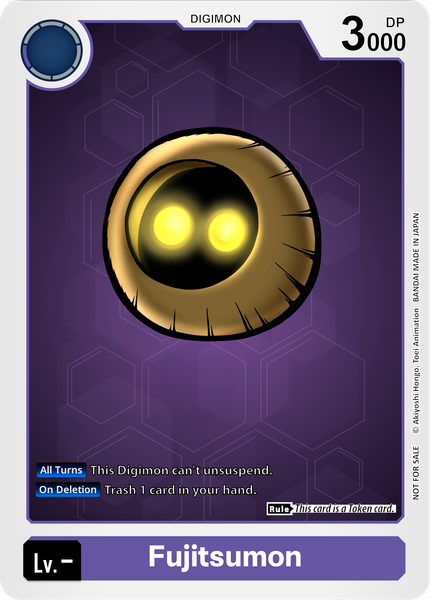 DIGIMON
DP
3000
All Turns This Digimon can't unsuspend.
On Deletion Trash 1 card in your hand.
Rule This card is a Token card.
Lv.-
Fujitsumon
NOT FOR SALE © Akiyoshi Hongo, Toei Animation BANDAI MADE IN JAPAN